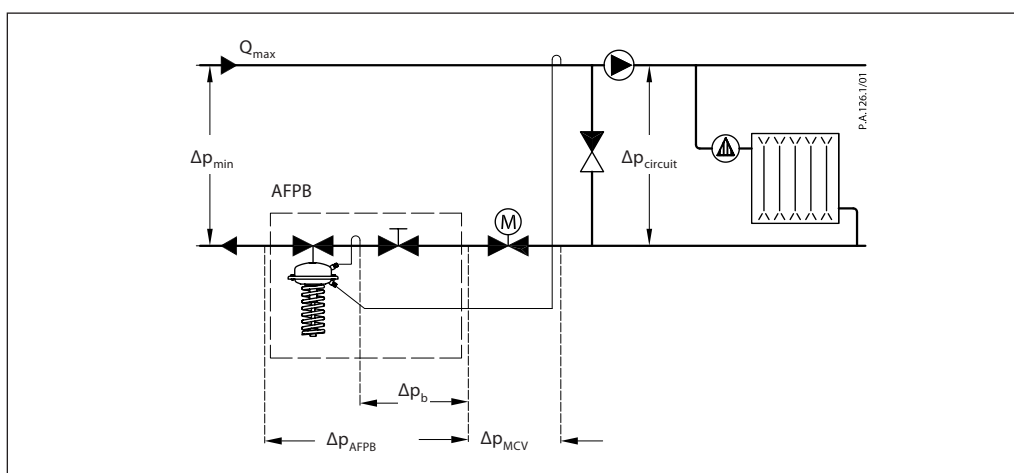 Qmax
P.A.126.1/01
Δpmin
Δpcircuit
AFPB
M
Δpb
ΔpAFPB
ΔpMCV